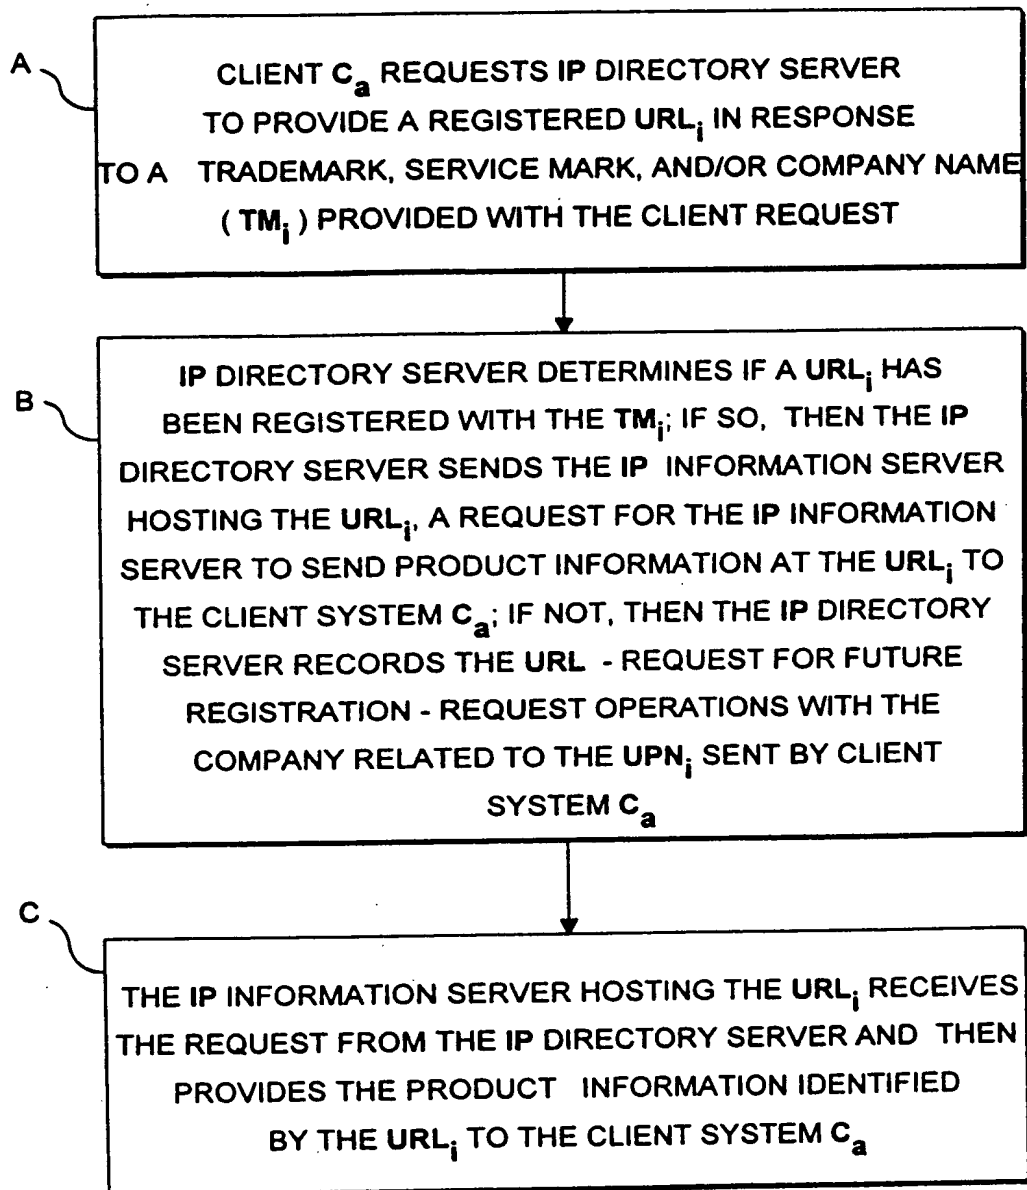 A
CLIENT Ca REQUESTS IP DIRECTORY SERVER
TO PROVIDE A REGISTERED URLi IN RESPONSE
TO A TRADEMARK, SERVICE MARK, AND/OR COMPANY NAME
( TMi ) PROVIDED WITH THE CLIENT REQUEST
B
IP DIRECTORY SERVER DETERMINES IF A URLi HAS
BEEN REGISTERED WITH THE TMi; IF SO, THEN THE IP
DIRECTORY SERVER SENDS THE IP INFORMATION SERVER
HOSTING THE URLi, A REQUEST FOR THE IP INFORMATION
SERVER TO SEND PRODUCT INFORMATION AT THE URLi TO
THE CLIENT SYSTEM Ca; IF NOT, THEN THE IP DIRECTORY
SERVER RECORDS THE URL - REQUEST FOR FUTURE
REGISTRATION - REQUEST OPERATIONS WITH THE
COMPANY RELATED TO THE UPNi SENT BY CLIENT
SYSTEM Ca
C
THE IP INFORMATION SERVER HOSTING THE URLi RECEIVES
THE REQUEST FROM THE IP DIRECTORY SERVER AND THEN
PROVIDES THE PRODUCT INFORMATION IDENTIFIED
BY THE URLi TO THE CLIENT SYSTEM Ca